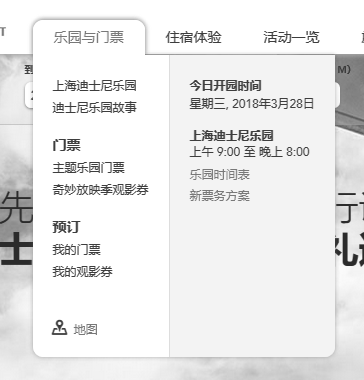 T
乐园与门票
住宿体验
活动一览
上海迪士尼乐园
迪士尼乐园故事
门票
主题乐园门票
奇妙放映季观影券
预订
我的门票
我的观影券
地图
今日开园时间
星期三, 2018年3月28日
上海迪士尼乐园
上午 9:00 至 晚上 8:00
乐园时间表
新票务方案
到
M)
先
行
士
礼